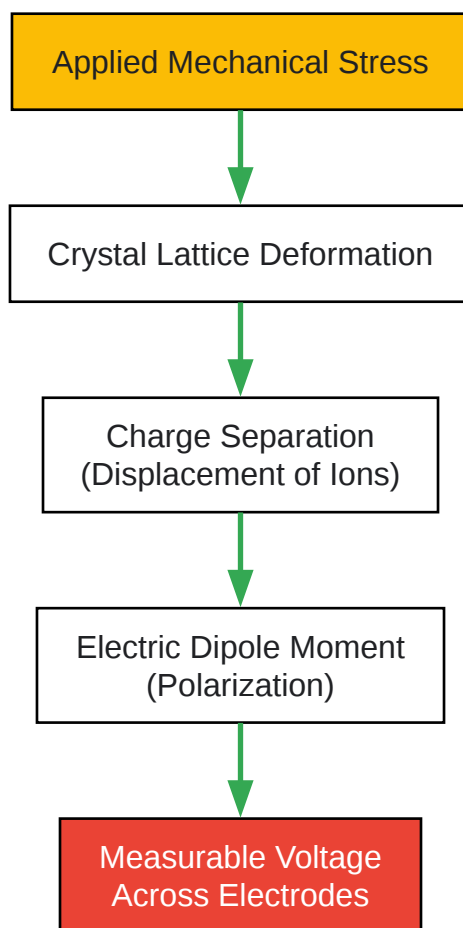 Applied Mechanical Stress
Crystal Lattice Deformation
Charge Separation
(Displacement of Ions)
Electric Dipole Moment
(Polarization)
Measurable Voltage
Across Electrodes